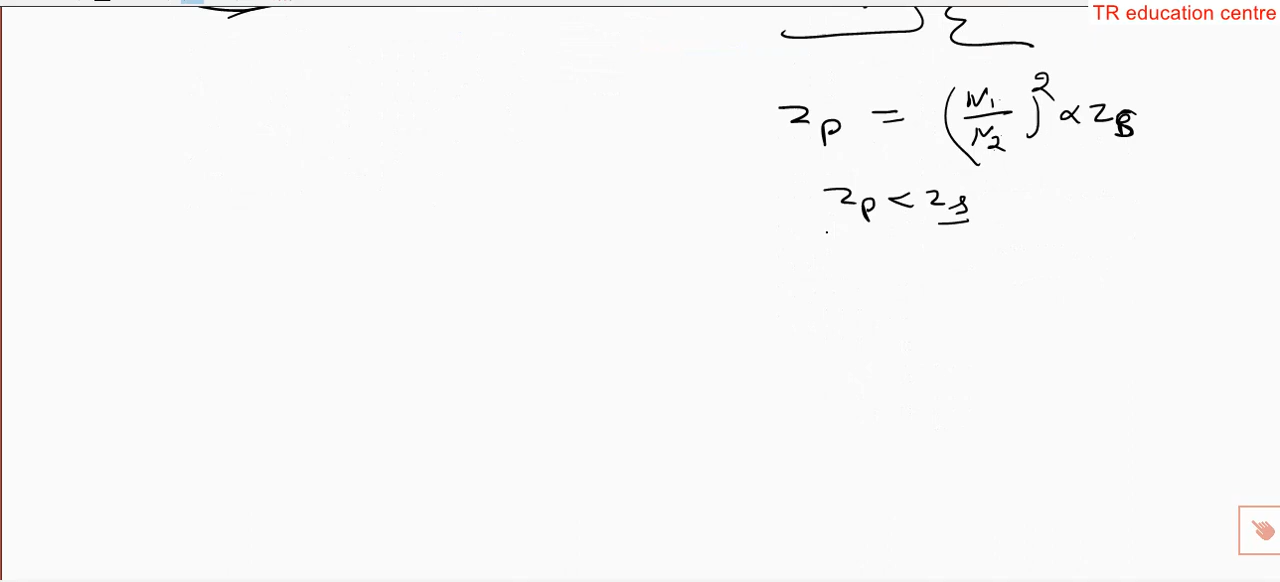 TR education centre
Zp = (N1/N2)^2 × Zs
Zp < Zs